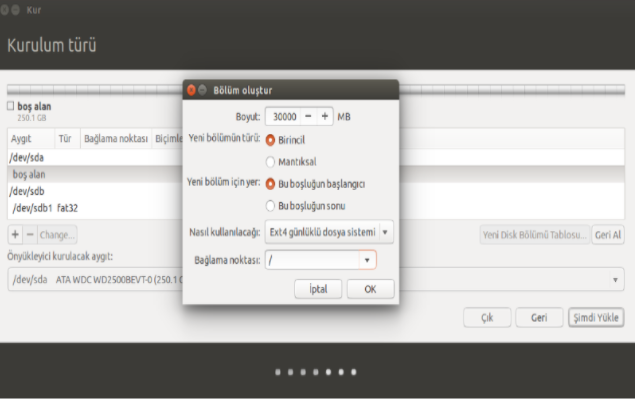 Kur
Kurulum türü
boş alan
250.1 GB
Aygıt Tür Bağlama noktası Biçimle
/dev/sda
boş alan
/dev/sdb
/dev/sdb1 fat32
+ − Change... Yeni Disk Bölümü Tablosu... Geri Al
Önyükleyici kurulacak aygıt:
/dev/sda ATA WDC WD2500BEVT-0 (250.1 G
Bölüm oluştur
Boyut: 30000 − + MB
Yeni bölümün türü: Birincil
Mantıksal
Yeni bölüm için yer: Bu boşluğun başlangıcı
Bu boşluğun sonu
Nasıl kullanılacağı: Ext4 günlüklü dosya sistemi
Bağlama noktası: /
İptal OK
Çık Geri Şimdi Yükle